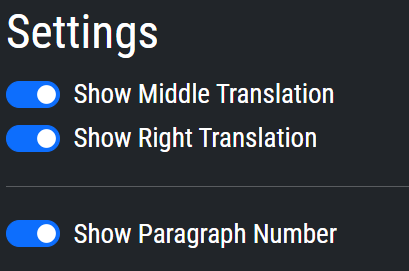 Settings
Show Middle Translation
Show Right Translation
Show Paragraph Number